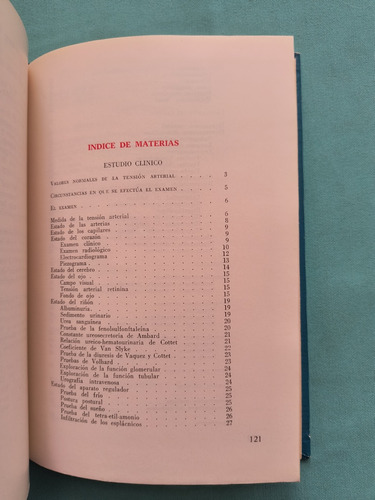 INDICE DE MATERIAS
ESTUDIO CLINICO
VALORES NORMALES DE LA TENSIÓN ARTERIAL . . . . 3
CIRCUNSTANCIAS EN QUE SE EFECTÚA EL EXAMEN . . . 5
EL EXAMEN . . . . . . . . . . 6
Medida de la tensión arterial . . . . . . . . 6
Estado de las arterias . . . . . . . . . 8
Estado de los capilares . . . . . . . . . 9
Estado del corazón . . . . . . . . . 9
Examen clínico . . . . . . . . . 9
Examen radiológico . . . . . . . . . 10
Electrocardiograma . . . . . . . . . 12
Piezograma . . . . . . . . . 13
Estado del cerebro . . . . . . . . . 14
Estado del ojo . . . . . . . . . 15
Campo visual . . . . . . . . . 15
Tensión arterial retinina . . . . . . . . 15
Fondo de ojo . . . . . . . . . 15
Estado del riñón . . . . . . . . . 19
Albuminuria . . . . . . . . . 19
Sedimento urinario . . . . . . . . . 19
Urea sanguínea . . . . . . . . . 20
Prueba de la fenolsulfonftaleina . . . . . . 20
Constante ureosecretoria de Ambard . . . . . 21
Relación ureico-hematourinaria de Cottet . . . . 21
Coeficiente de Van Slyke . . . . . . . 22
Prueba de la diuresis de Vaquez y Cottet . . . . 22
Pruebas de Volhard . . . . . . . . 23
Exploración de la función glomerular . . . . . 24
Exploración de la función tubular . . . . . . 24
Urografía intravenosa . . . . . . . . 24
Estado del aparato regulador . . . . . . . 25
Prueba del frío . . . . . . . . . 25
Postura postural . . . . . . . . . 25
Prueba del sueño . . . . . . . . . 26
Prueba del tetra-etil-amonio . . . . . . . 26
Infiltración de los esplácnicos . . . . . . . 27
121